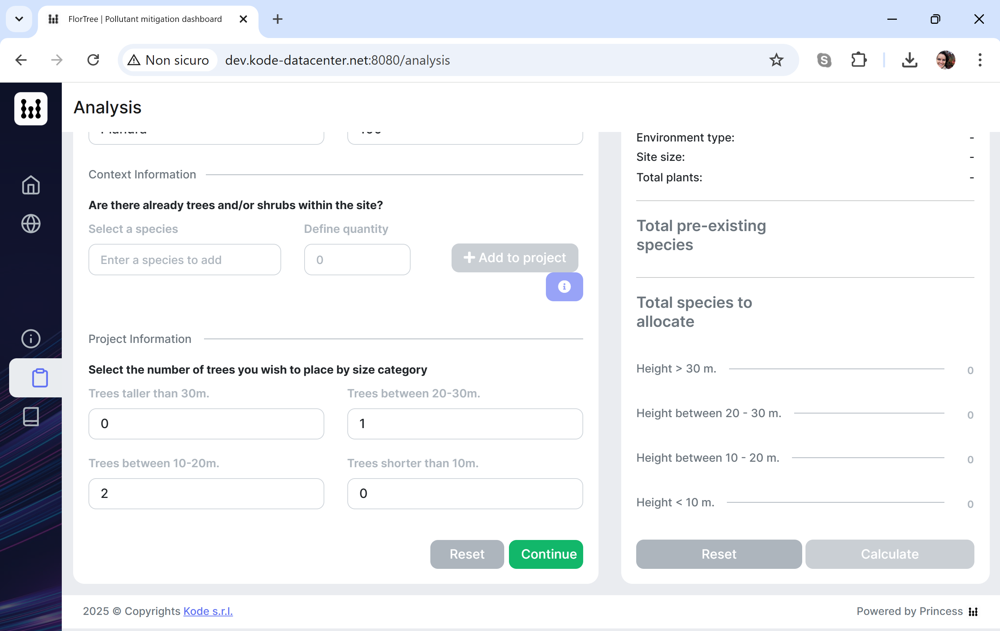 FlorTree | Pollutant mitigation dashboard
Non sicuro dev.kode-datacenter.net:8080/analysis
Analysis
Context Information
Are there already trees and/or shrubs within the site?
Select a species
Define quantity
Enter a species to add
0
Add to project
Project Information
Select the number of trees you wish to place by size category
Trees taller than 30m.
Trees between 20-30m.
0
1
Trees between 10-20m.
Trees shorter than 10m.
2
0
Reset
Continue
Environment type: -
Site size: -
Total plants: -
Total pre-existing
species
Total species to
allocate
Height > 30 m. 0
Height between 20 - 30 m. 0
Height between 10 - 20 m. 0
Height < 10 m. 0
Reset
Calculate
2025 © Copyrights Kode s.r.l.
Powered by Princess